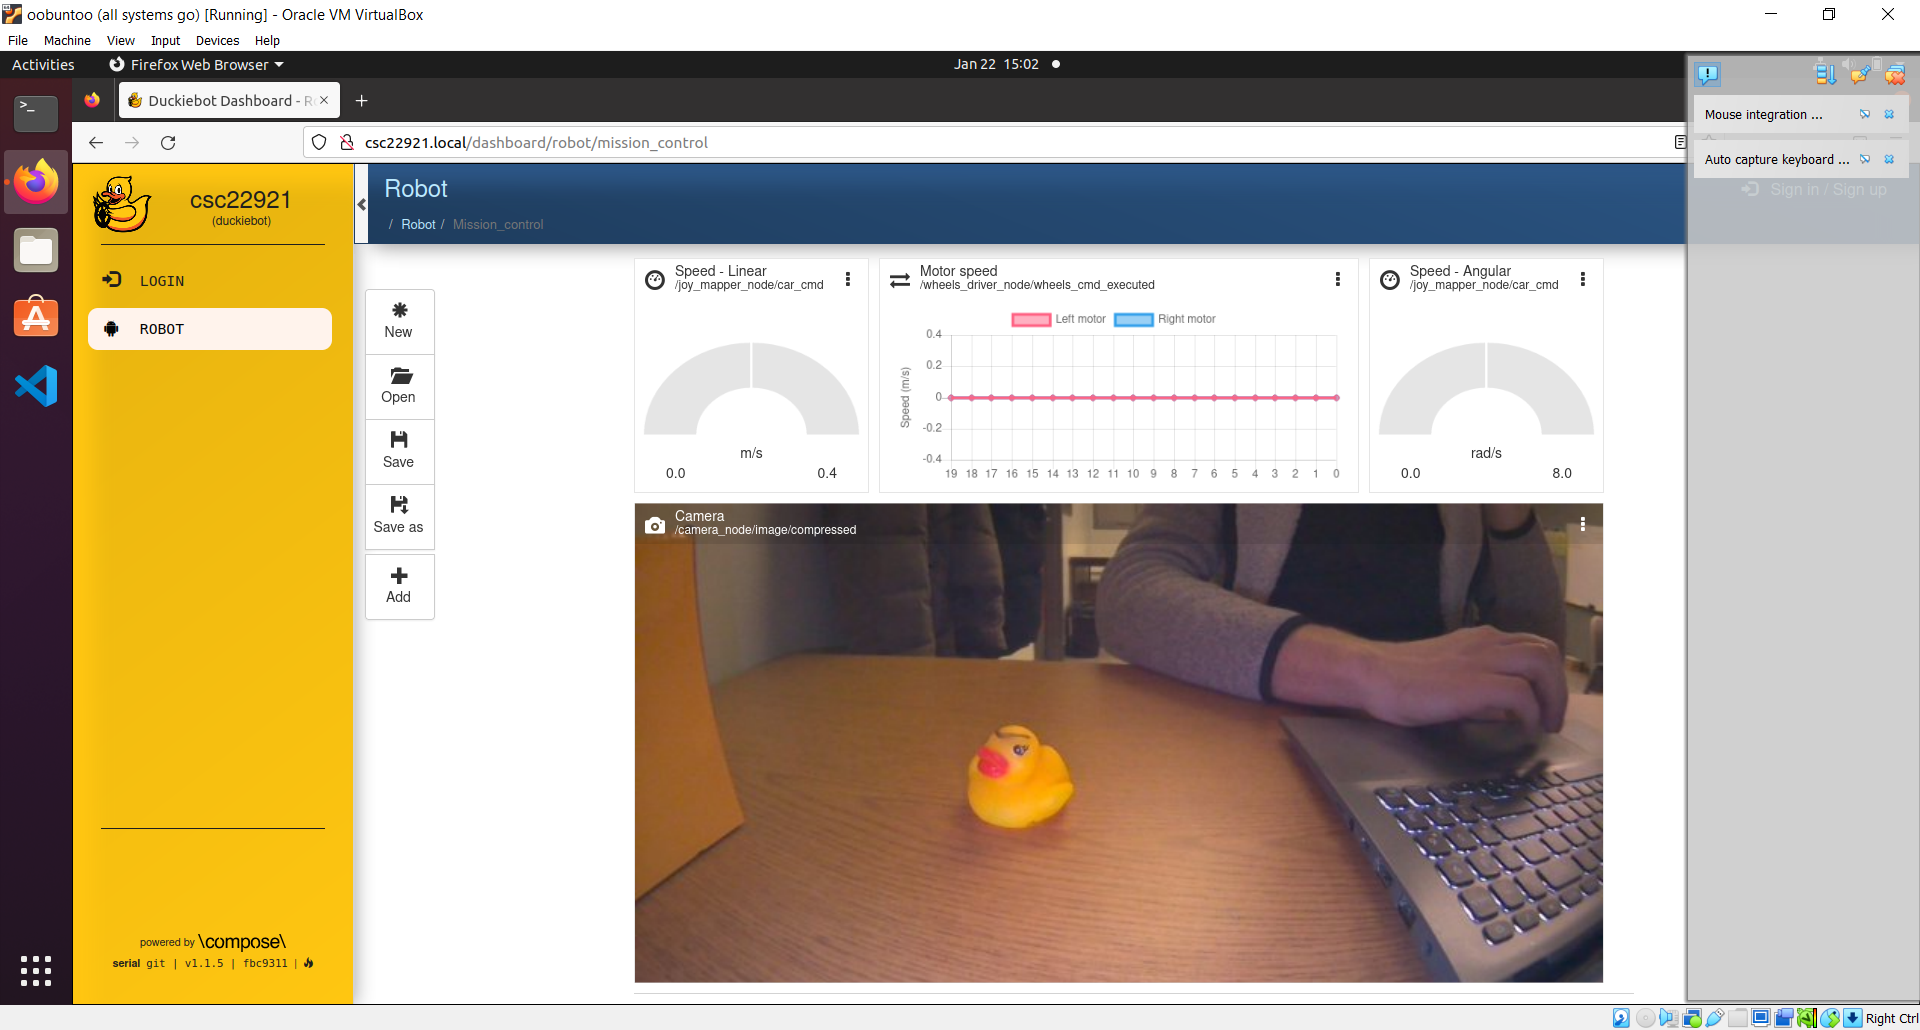 oobuntoo (all systems go) [Running] - Oracle VM VirtualBox
File Machine View Input Devices Help
Activities Firefox Web Browser Jan 22 15:02
Duckiebot Dashboard - R
csc22921.local/dashboard/robot/mission_control
Mouse integration ...
Auto capture keyboard ...
Sign in / Sign up
csc22921
(duckiebot)
LOGIN
ROBOT
powered by \compose\
serial git | v1.1.5 | fbc9311 |
Robot
/ Robot / Mission_control
New
Open
Save
Save as
Add
Speed - Linear
/joy_mapper_node/car_cmd
m/s
0.0 0.4
Motor speed
/wheels_driver_node/wheels_cmd_executed
Left motor Right motor
Speed (m/s)
0.4
0.2
0
-0.2
-0.4
19 18 17 16 15 14 13 12 11 10 9 8 7 6 5 4 3 2 1 0
Speed - Angular
/joy_mapper_node/car_cmd
rad/s
0.0 8.0
Camera
/camera_node/image/compressed
Right Ctrl